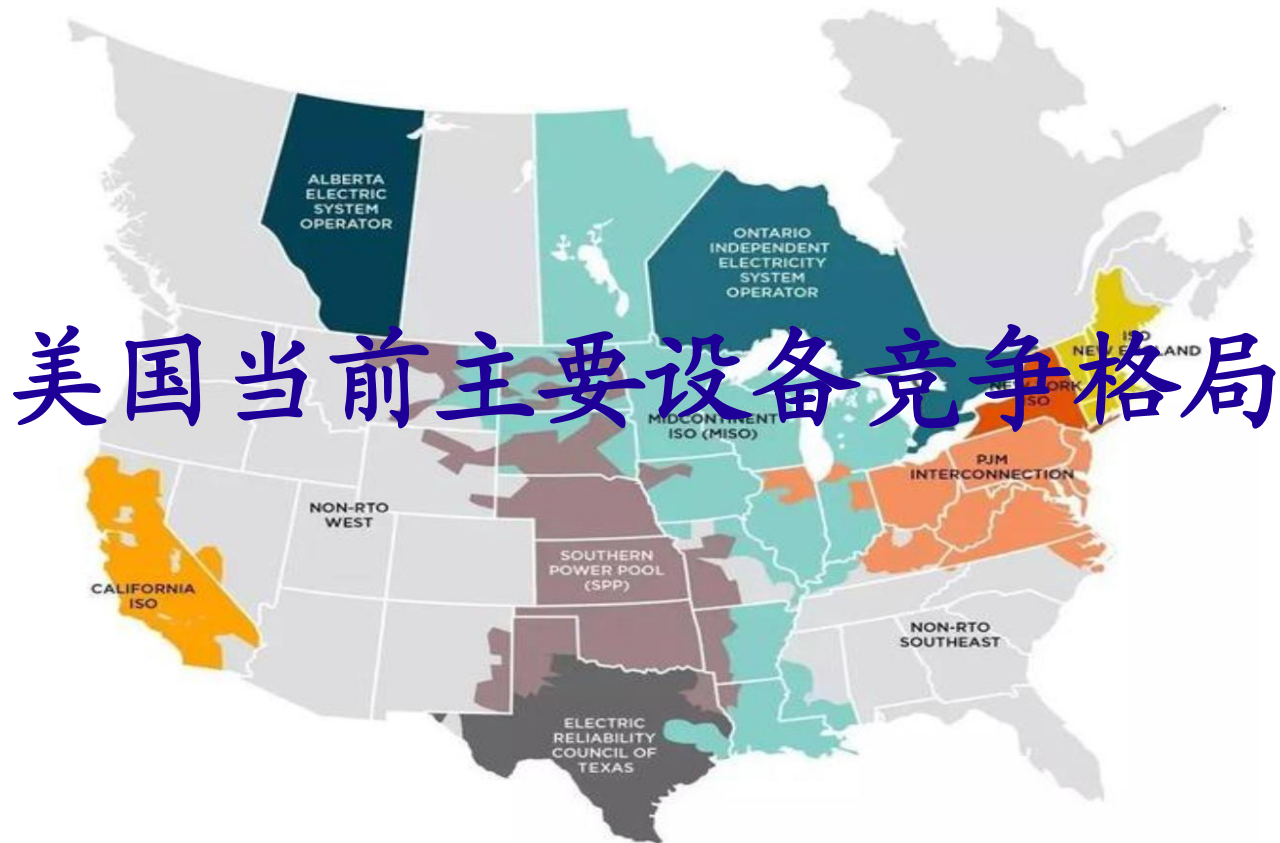 ALBERTA
ELECTRIC
SYSTEM
OPERATOR
ONTARIO
INDEPENDENT
ELECTRICITY
SYSTEM
OPERATOR
美国当前主要设备竞争格局
ISO
NEW ENGLAND
NEW YORK
ISO
MIDCONTINENT
ISO (MISO)
PJM
INTERCONNECTION
NON-RTO
WEST
SOUTHERN
POWER POOL
(SPP)
CALIFORNIA
ISO
NON-RTO
SOUTHEAST
ELECTRIC
RELIABILITY
COUNCIL OF
TEXAS